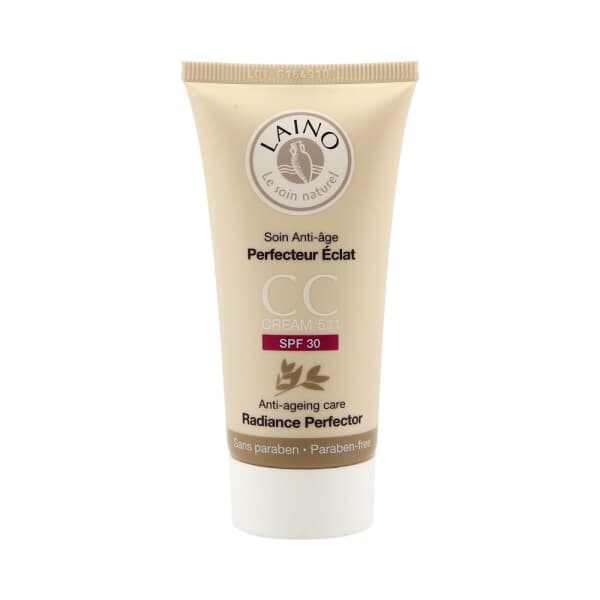 LAINO
Le soin naturel
Soin Anti-âge
Perfecteur Éclat
CC
CREAM 5
SPF 30
Anti-ageing care
Radiance Perfector
Sans paraben • Paraben-free